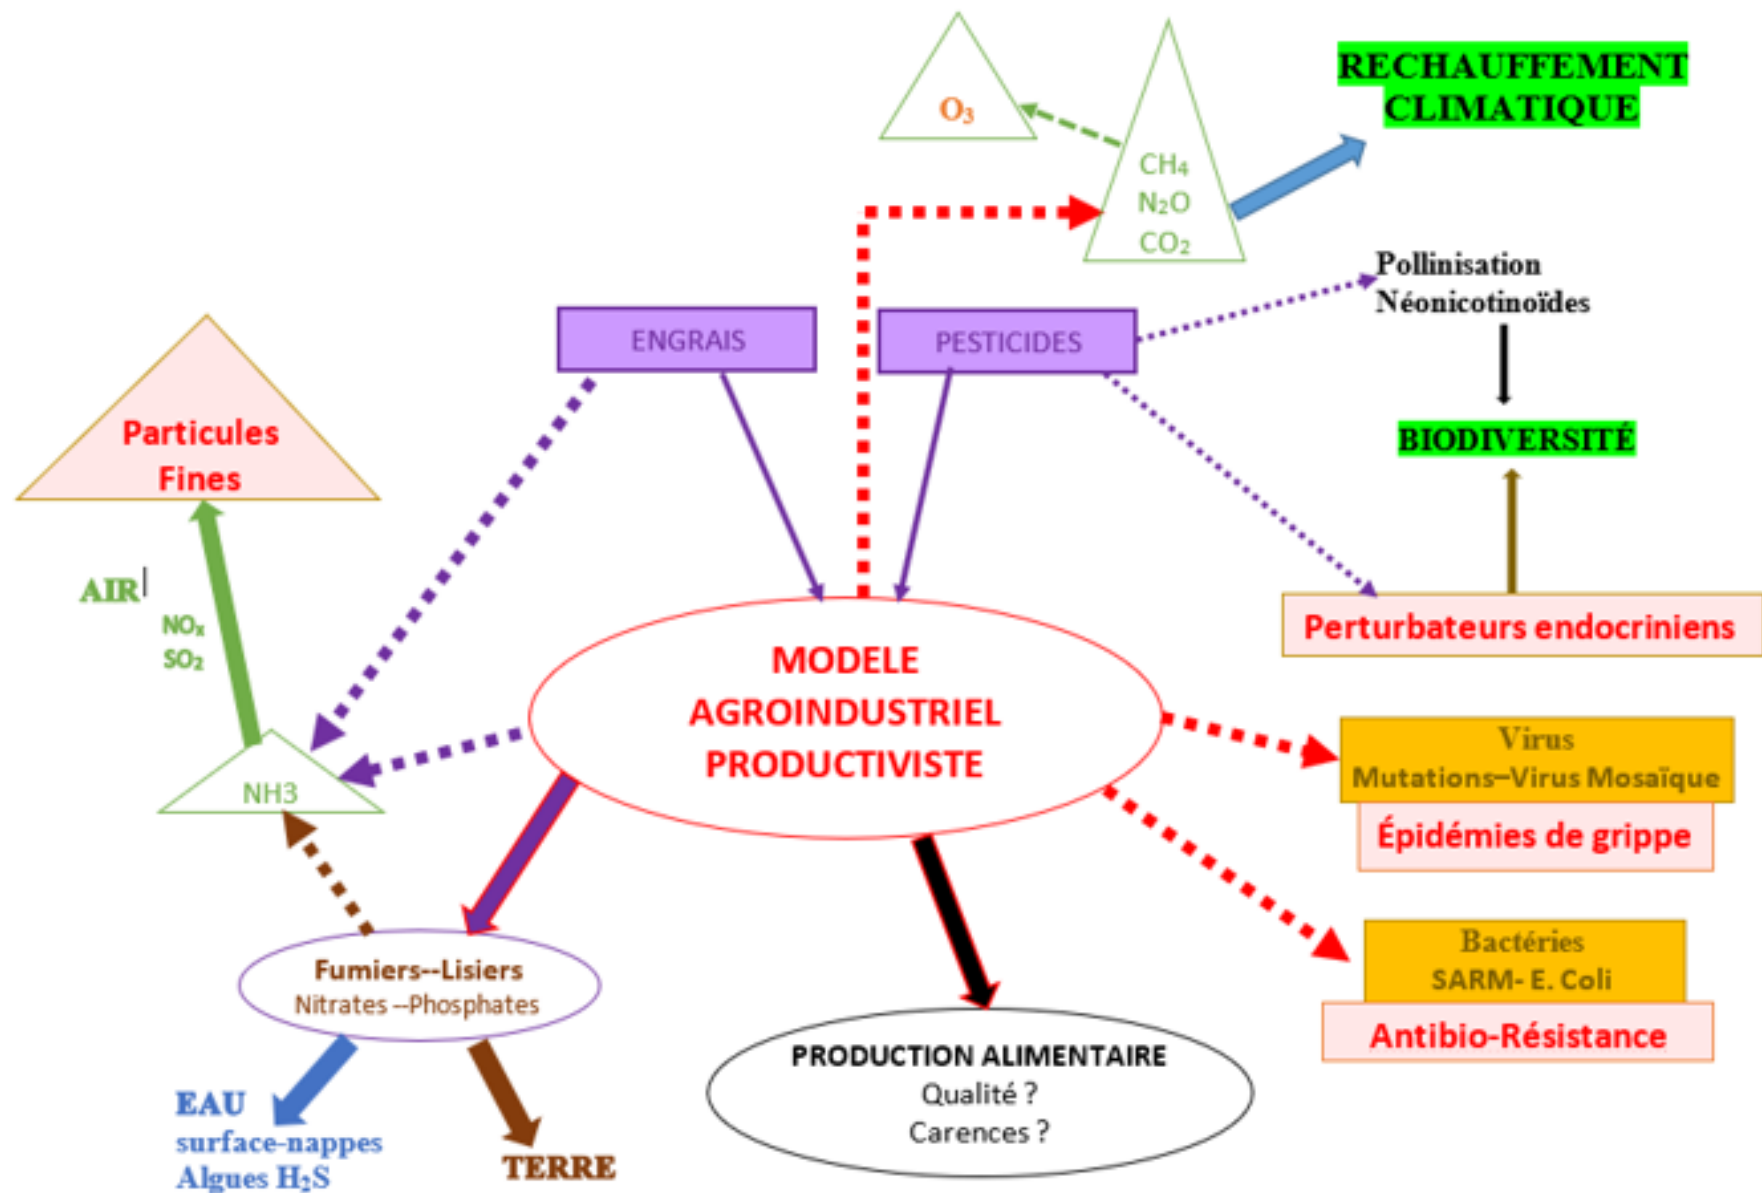 O₃
CH₄
N₂O
CO₂
RECHAUFFEMENT
CLIMATIQUE
Pollinisation
Néonicotinoïdes
ENGRAIS
PESTICIDES
BIODIVERSITÉ
Particules
Fines
AIR
NOₓ
SO₂
Perturbateurs endocriniens
MODELE
AGROINDUSTRIEL
PRODUCTIVISTE
NH3
Virus
Mutations–Virus Mosaïque
Épidémies de grippe
Bactéries
SARM- E. Coli
Antibio-Résistance
Fumiers--Lisiers
Nitrates --Phosphates
PRODUCTION ALIMENTAIRE
Qualité ?
Carences ?
EAU
surface-nappes
Algues H₂S
TERRE